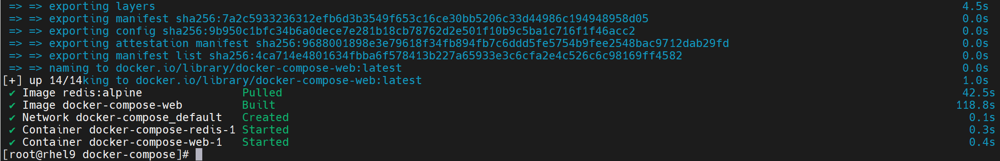 => => exporting layers 4.5s
=> => exporting manifest sha256:7a2c5933236312efb6d3b3549f653c16ce30bb5206c33d44986c194948958d05 0.0s
=> => exporting config sha256:9b950c1bfc34b6a0dece7e281b18cb78762d2e501f10b9c5ba1c716f1f46acc2 0.0s
=> => exporting attestation manifest sha256:9688001898e3e79618f34fb894fb7c6ddd5fe5754b9fee2548bac9712dab29fd 0.0s
=> => exporting manifest list sha256:4ca714e4801634fbba6f578413b227a65933e3c6cfa2e4c526c6c98169ff4582 0.0s
=> => naming to docker.io/library/docker-compose-web:latest 0.0s
[+] up 14/14king to docker.io/library/docker-compose-web:latest 1.0s
✔ Image redis:alpine Pulled 42.5s
✔ Image docker-compose-web Built 118.8s
✔ Network docker-compose_default Created 0.1s
✔ Container docker-compose-redis-1 Started 0.3s
✔ Container docker-compose-web-1 Started 0.4s
[root@rhel9 docker-compose]#